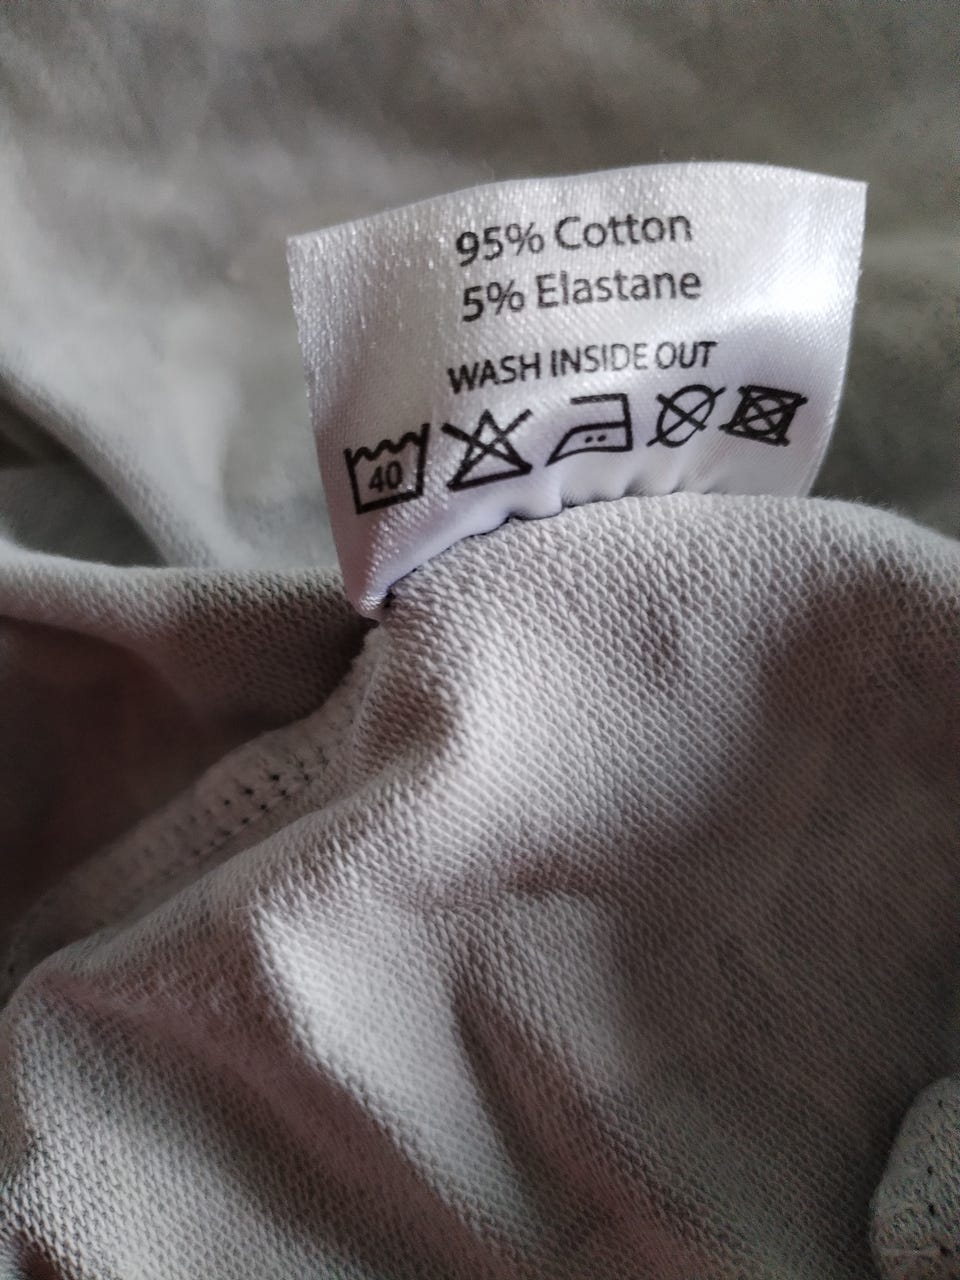 95% Cotton
5% Elastane
WASH INSIDE OUT
40